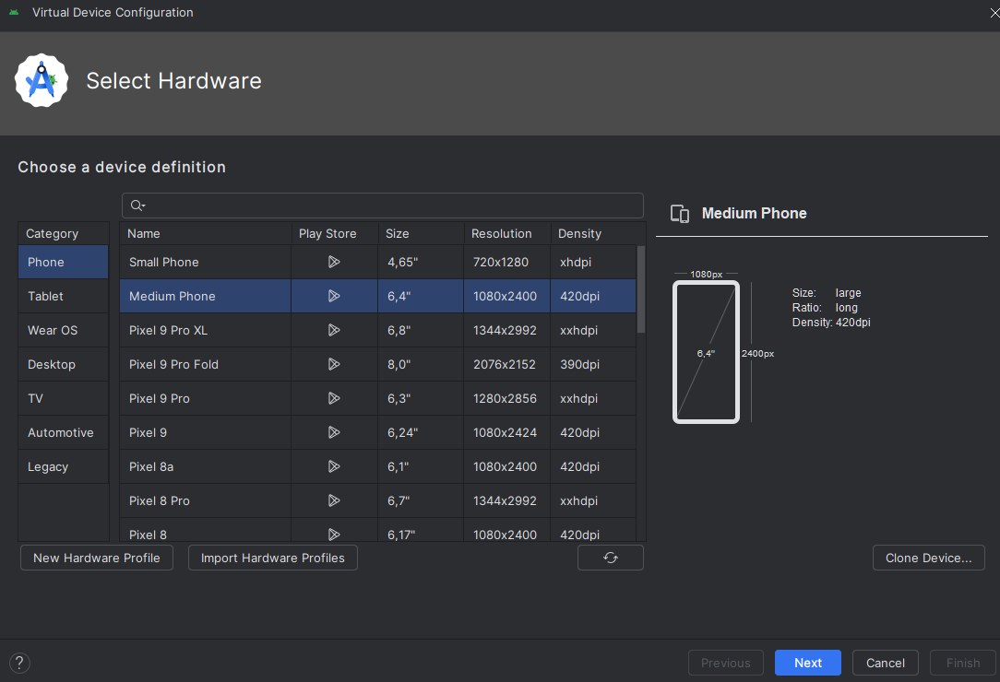 Virtual Device Configuration
Select Hardware
Choose a device definition
Category
Phone
Tablet
Wear OS
Desktop
TV
Automotive
Legacy
Name Play Store Size Resolution Density
Small Phone 4,65" 720x1280 xhdpi
Medium Phone 6,4" 1080x2400 420dpi
Pixel 9 Pro XL 6,8" 1344x2992 xxhdpi
Pixel 9 Pro Fold 8,0" 2076x2152 390dpi
Pixel 9 Pro 6,3" 1280x2856 xxhdpi
Pixel 9 6,24" 1080x2424 420dpi
Pixel 8a 6,1" 1080x2400 420dpi
Pixel 8 Pro 6,7" 1344x2992 xxhdpi
Pixel 8 6,17" 1080x2400 420dpi
Medium Phone
1080px
6,4"
2400px
Size: large
Ratio: long
Density: 420dpi
New Hardware Profile Import Hardware Profiles Clone Device...
? Previous Next Cancel Finish